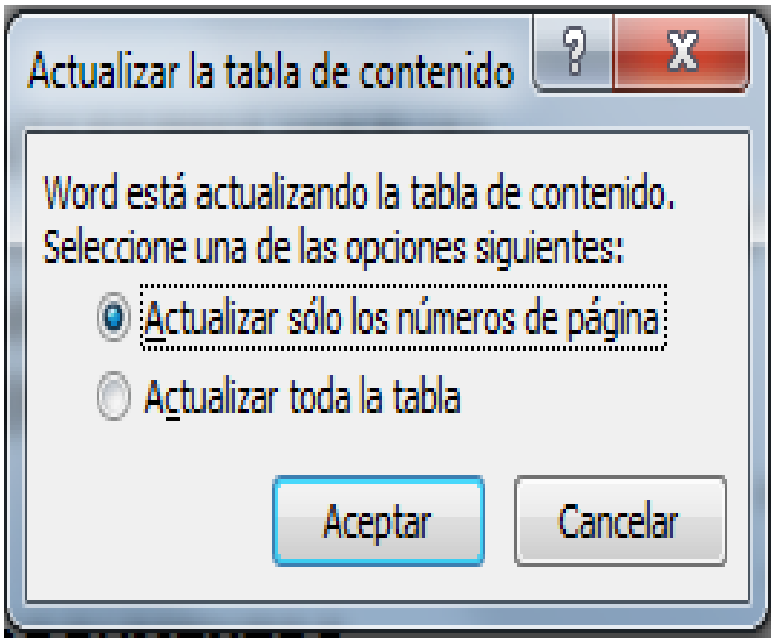 Actualizar la tabla de contenido
Word está actualizando la tabla de contenido.
Seleccione una de las opciones siguientes:
Actualizar sólo los números de página
Actualizar toda la tabla
Aceptar
Cancelar